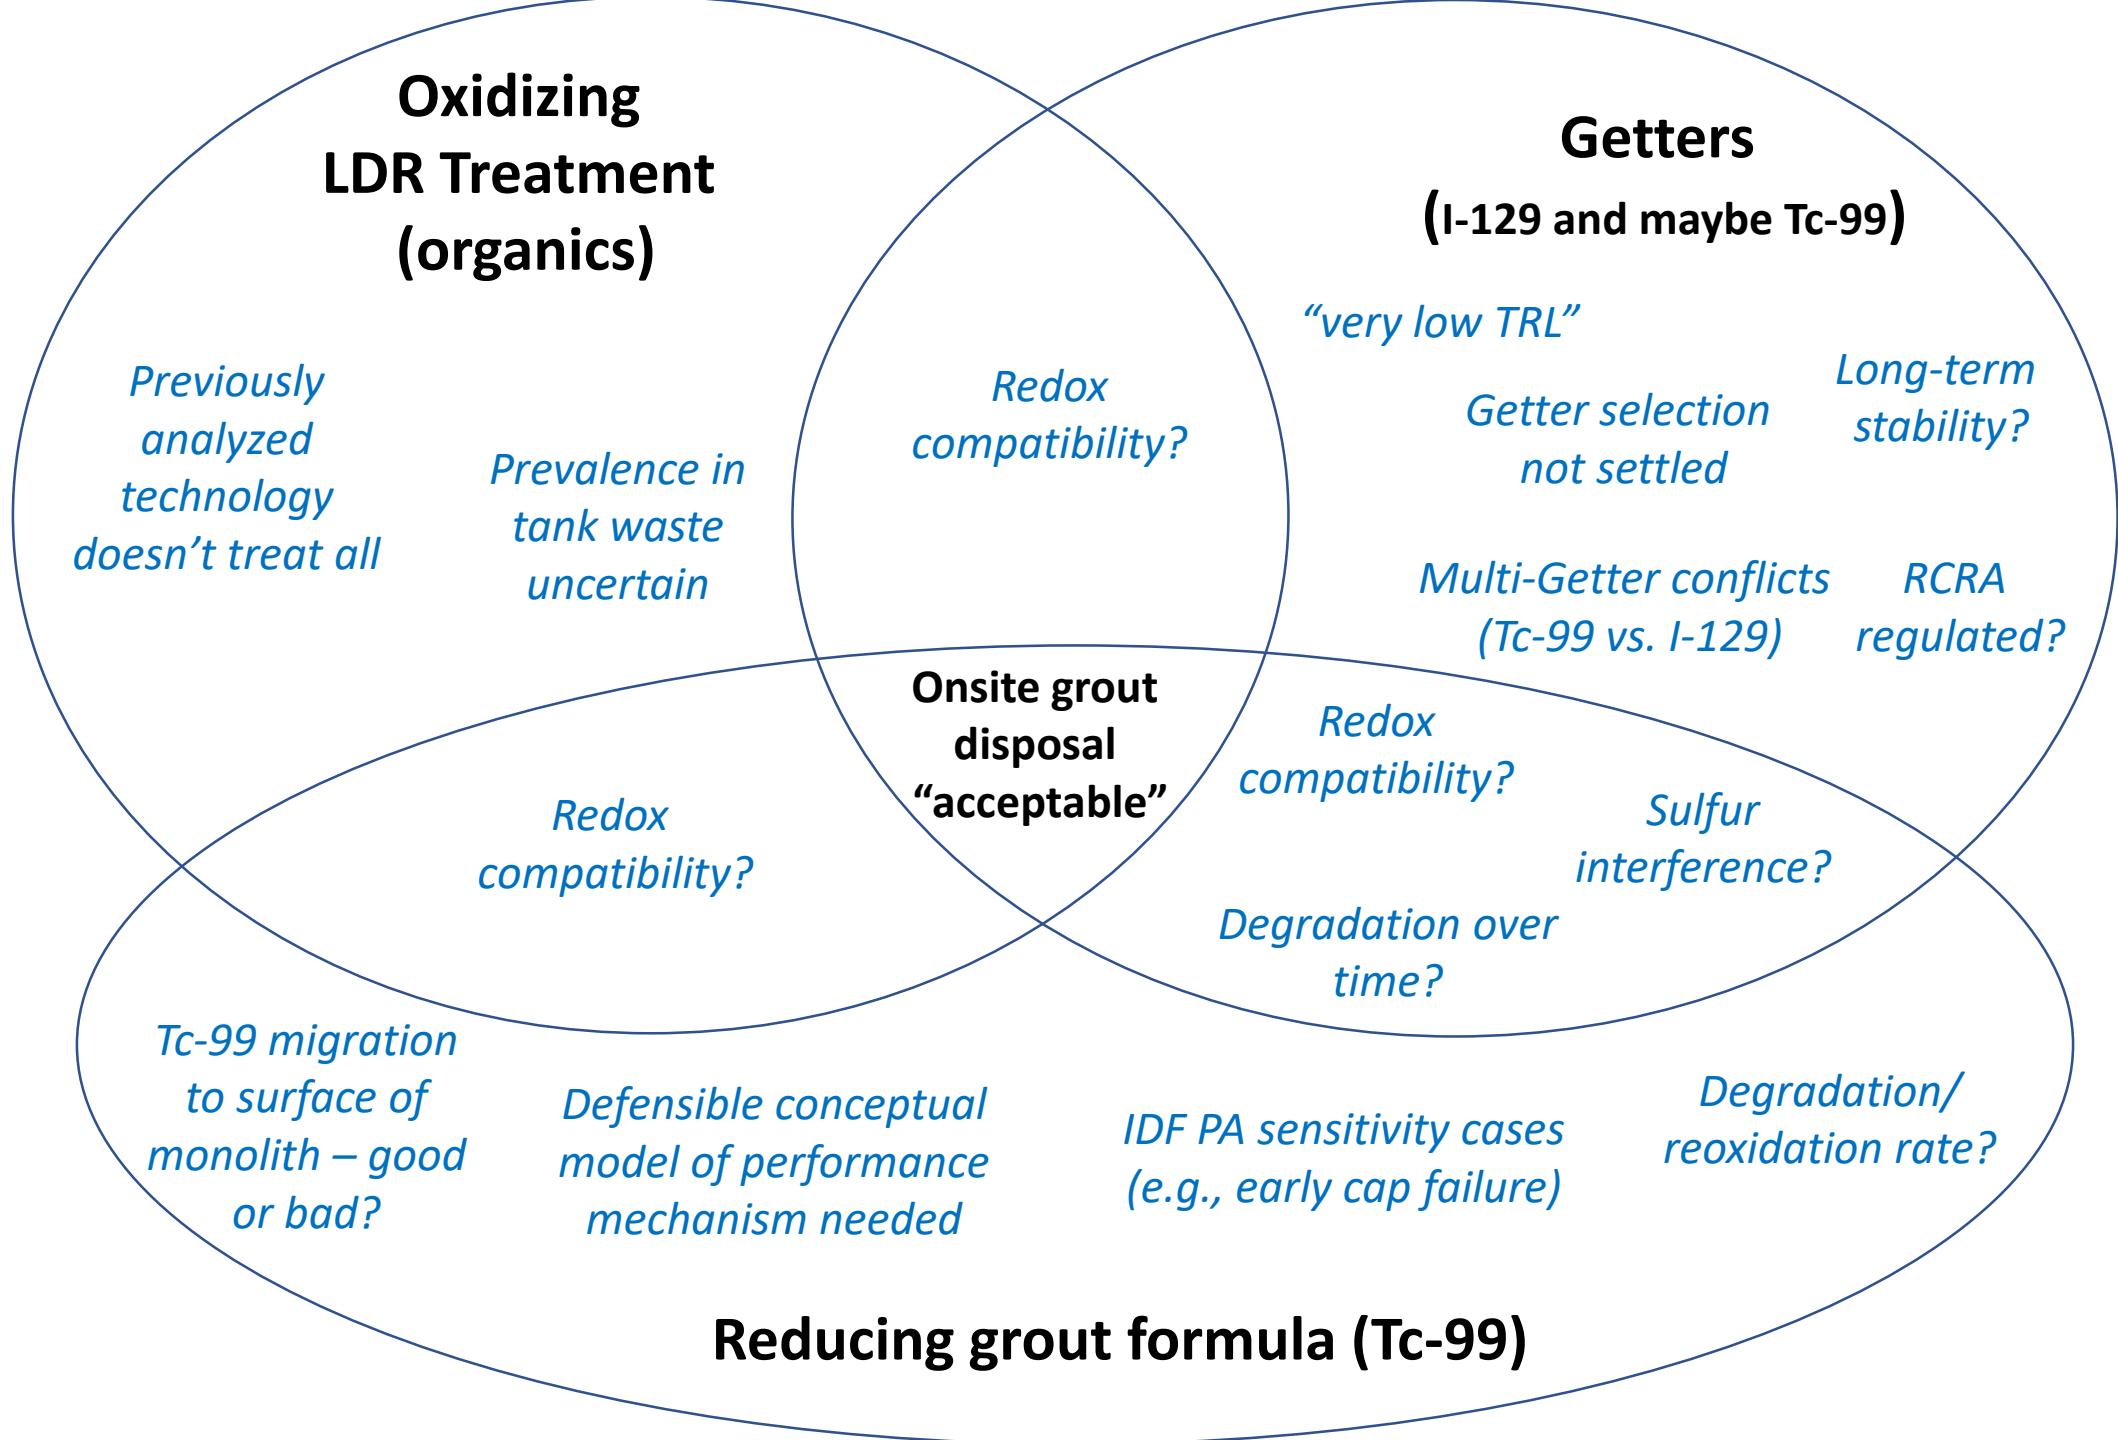 Oxidizing
LDR Treatment
(organics)
Getters
(I-129 and maybe Tc-99)
Previously
analyzed
technology
doesn’t treat all
Prevalence in
tank waste
uncertain
Redox
compatibility?
“very low TRL”
Getter selection
not settled
Long-term
stability?
Multi-Getter conflicts
(Tc-99 vs. I-129)
RCRA
regulated?
Onsite grout
disposal
“acceptable”
Redox
compatibility?
Redox
compatibility?
Sulfur
interference?
Degradation over
time?
Tc-99 migration
to surface of
monolith – good
or bad?
Defensible conceptual
model of performance
mechanism needed
IDF PA sensitivity cases
(e.g., early cap failure)
Degradation/
reoxidation rate?
Reducing grout formula (Tc-99)